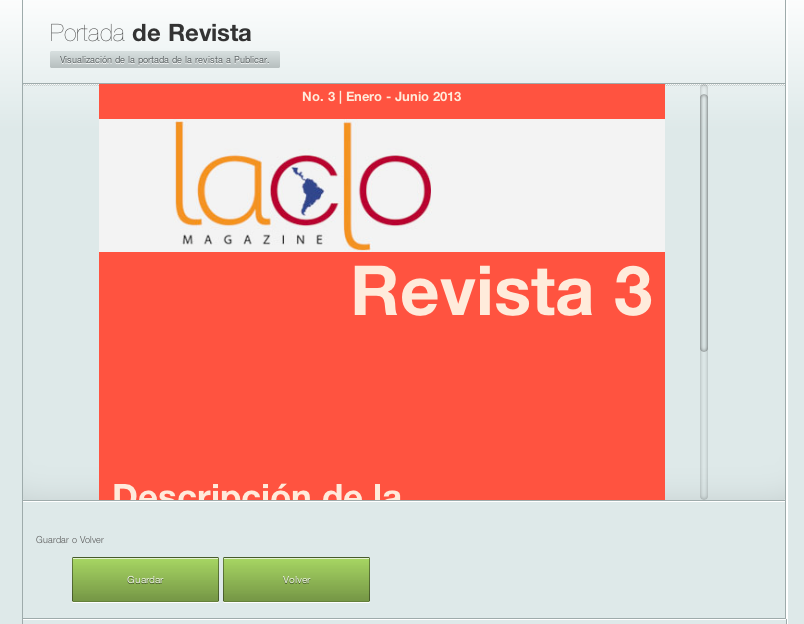 Portada de Revista
Visualización de la portada de la revista a Publicar.
No. 3 | Enero - Junio 2013
laclo
MAGAZINE
Revista 3
Descripción de la
Guardar o Volver
Guardar
Volver